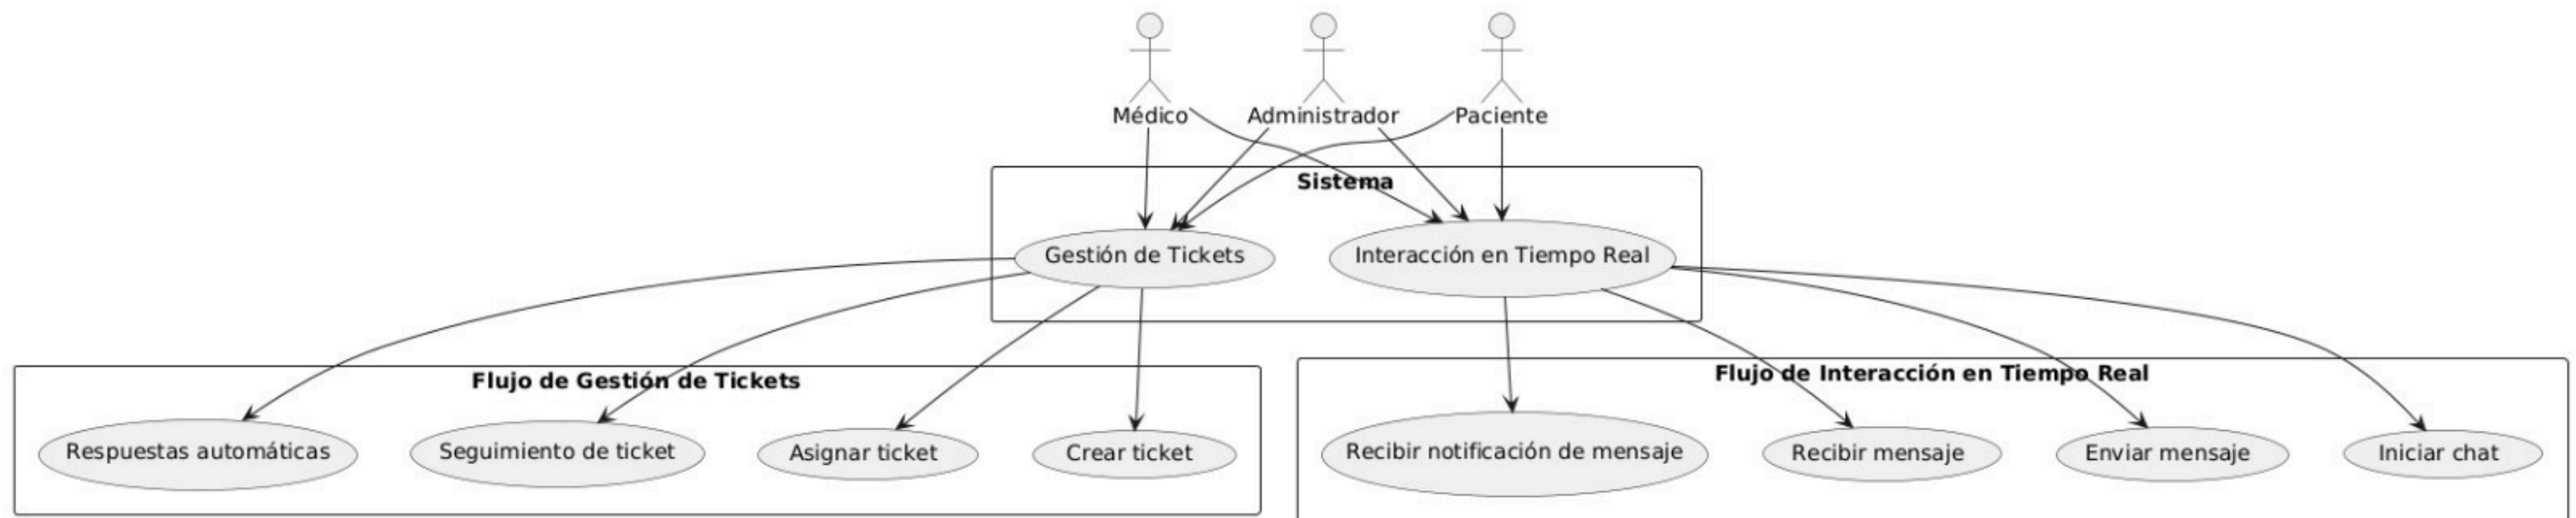 Médico
Administrador
Paciente
Sistema
Gestión de Tickets
Interacción en Tiempo Real
Flujo de Gestión de Tickets
Flujo de Interacción en Tiempo Real
Respuestas automáticas
Seguimiento de ticket
Asignar ticket
Crear ticket
Recibir notificación de mensaje
Recibir mensaje
Enviar mensaje
Iniciar chat